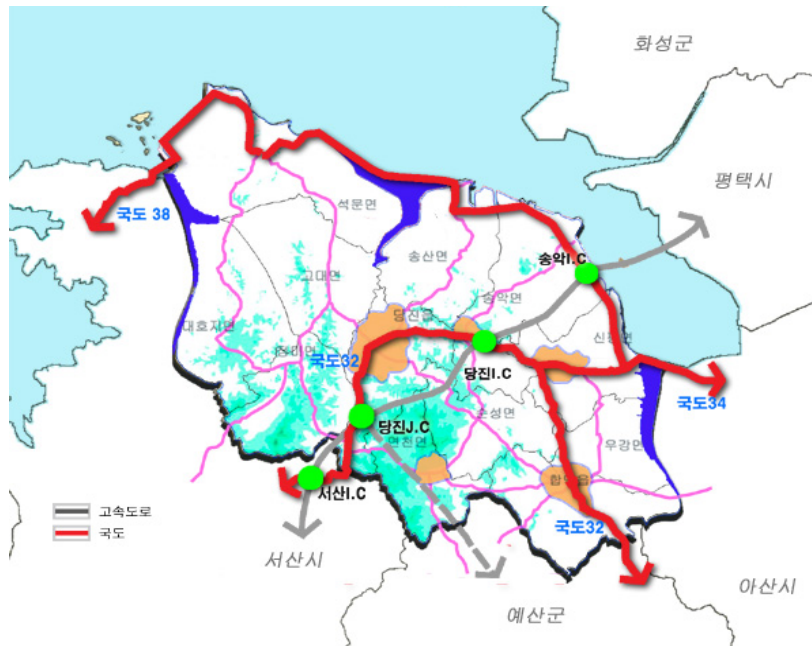 화성군
평택시
국도 38
석문면
송산면
송악I.C
고대면
송악면
당진읍
대호지면
신평면
정미면
국도32
당진I.C
국도34
순성면
당진J.C
면천면
우강면
합덕읍
서산I.C
고속도로
국도
국도32
서산시
아산시
예산군